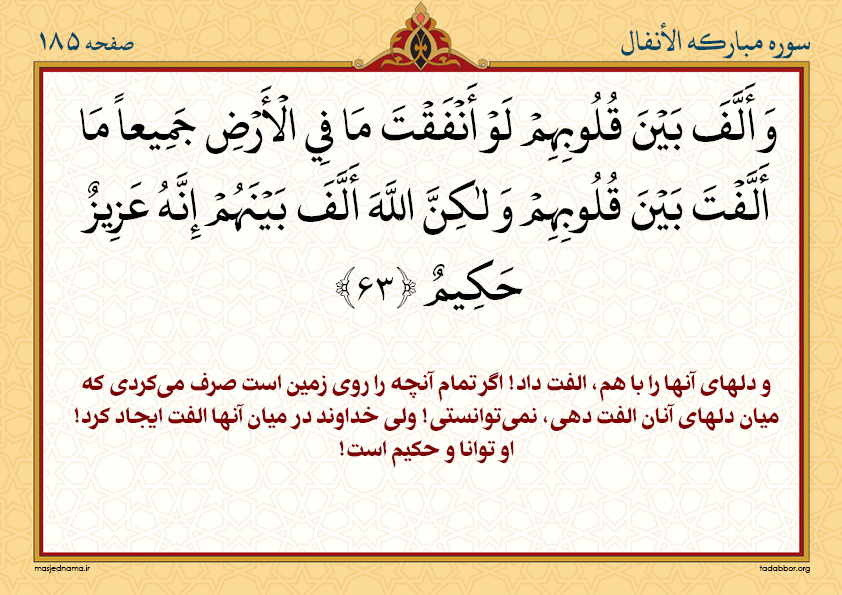 سوره مبارکه الأنفال
صفحه ۱۸۵
وَ أَلَّفَ بَيْنَ قُلُوبِهِمْ لَوْ أَنْفَقْتَ مَا فِي الْأَرْضِ جَمِيعاً مَا
أَلَّفْتَ بَيْنَ قُلُوبِهِمْ وَ لٰكِنَّ اللَّهَ أَلَّفَ بَيْنَهُمْ إِنَّهُ عَزِيزٌ
حَكِيمٌ ﴿۶۳﴾
و دلهای آنها را با هم، الفت داد! اگر تمام آنچه را روی زمین است صرف می‌کردی که
میان دلهای آنان الفت دهی، نمی‌توانستی! ولی خداوند در میان آنها الفت ایجاد کرد!
او توانا و حکیم است!
masjednama.ir
tadabbor.org